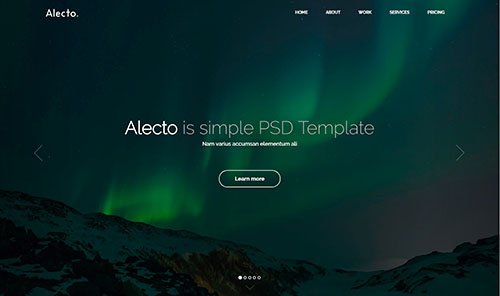 Alecto.
HOME ABOUT WORK SERVICES PRICING
Alecto is simple PSD Template
Nam varius accumsan elementum ali
Learn more